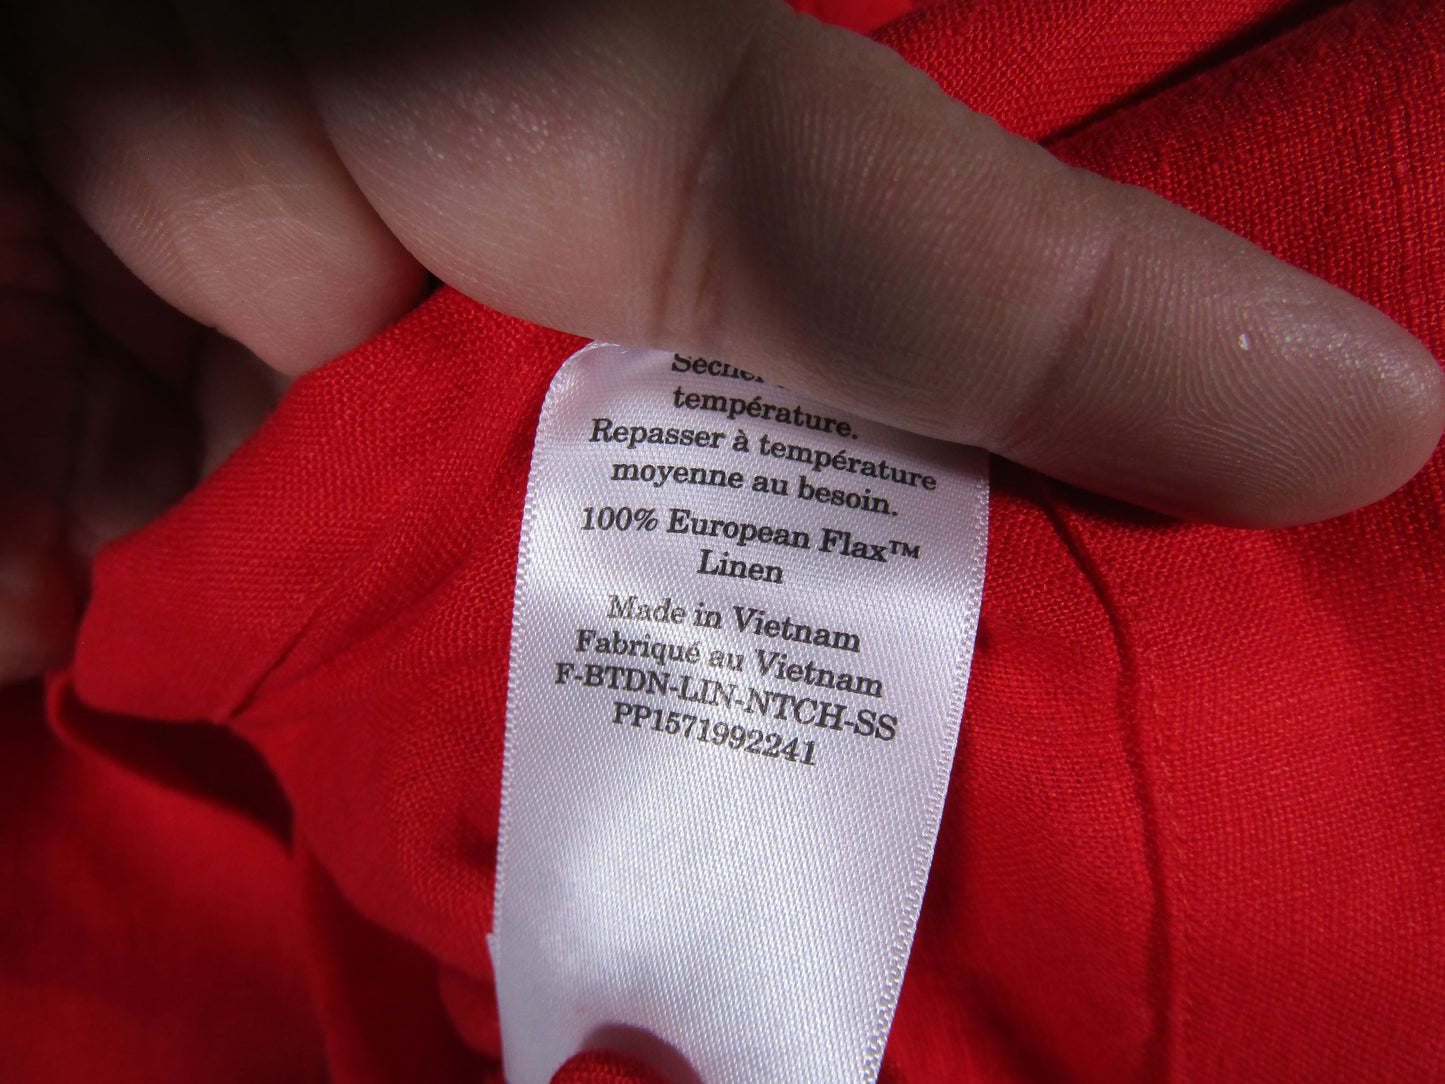 Sécher
température.
Repasser à température
moyenne au besoin.
100% European Flax™
Linen
Made in Vietnam
Fabriqué au Vietnam
F-BTDN-LIN-NTCH-SS
PP1571992241